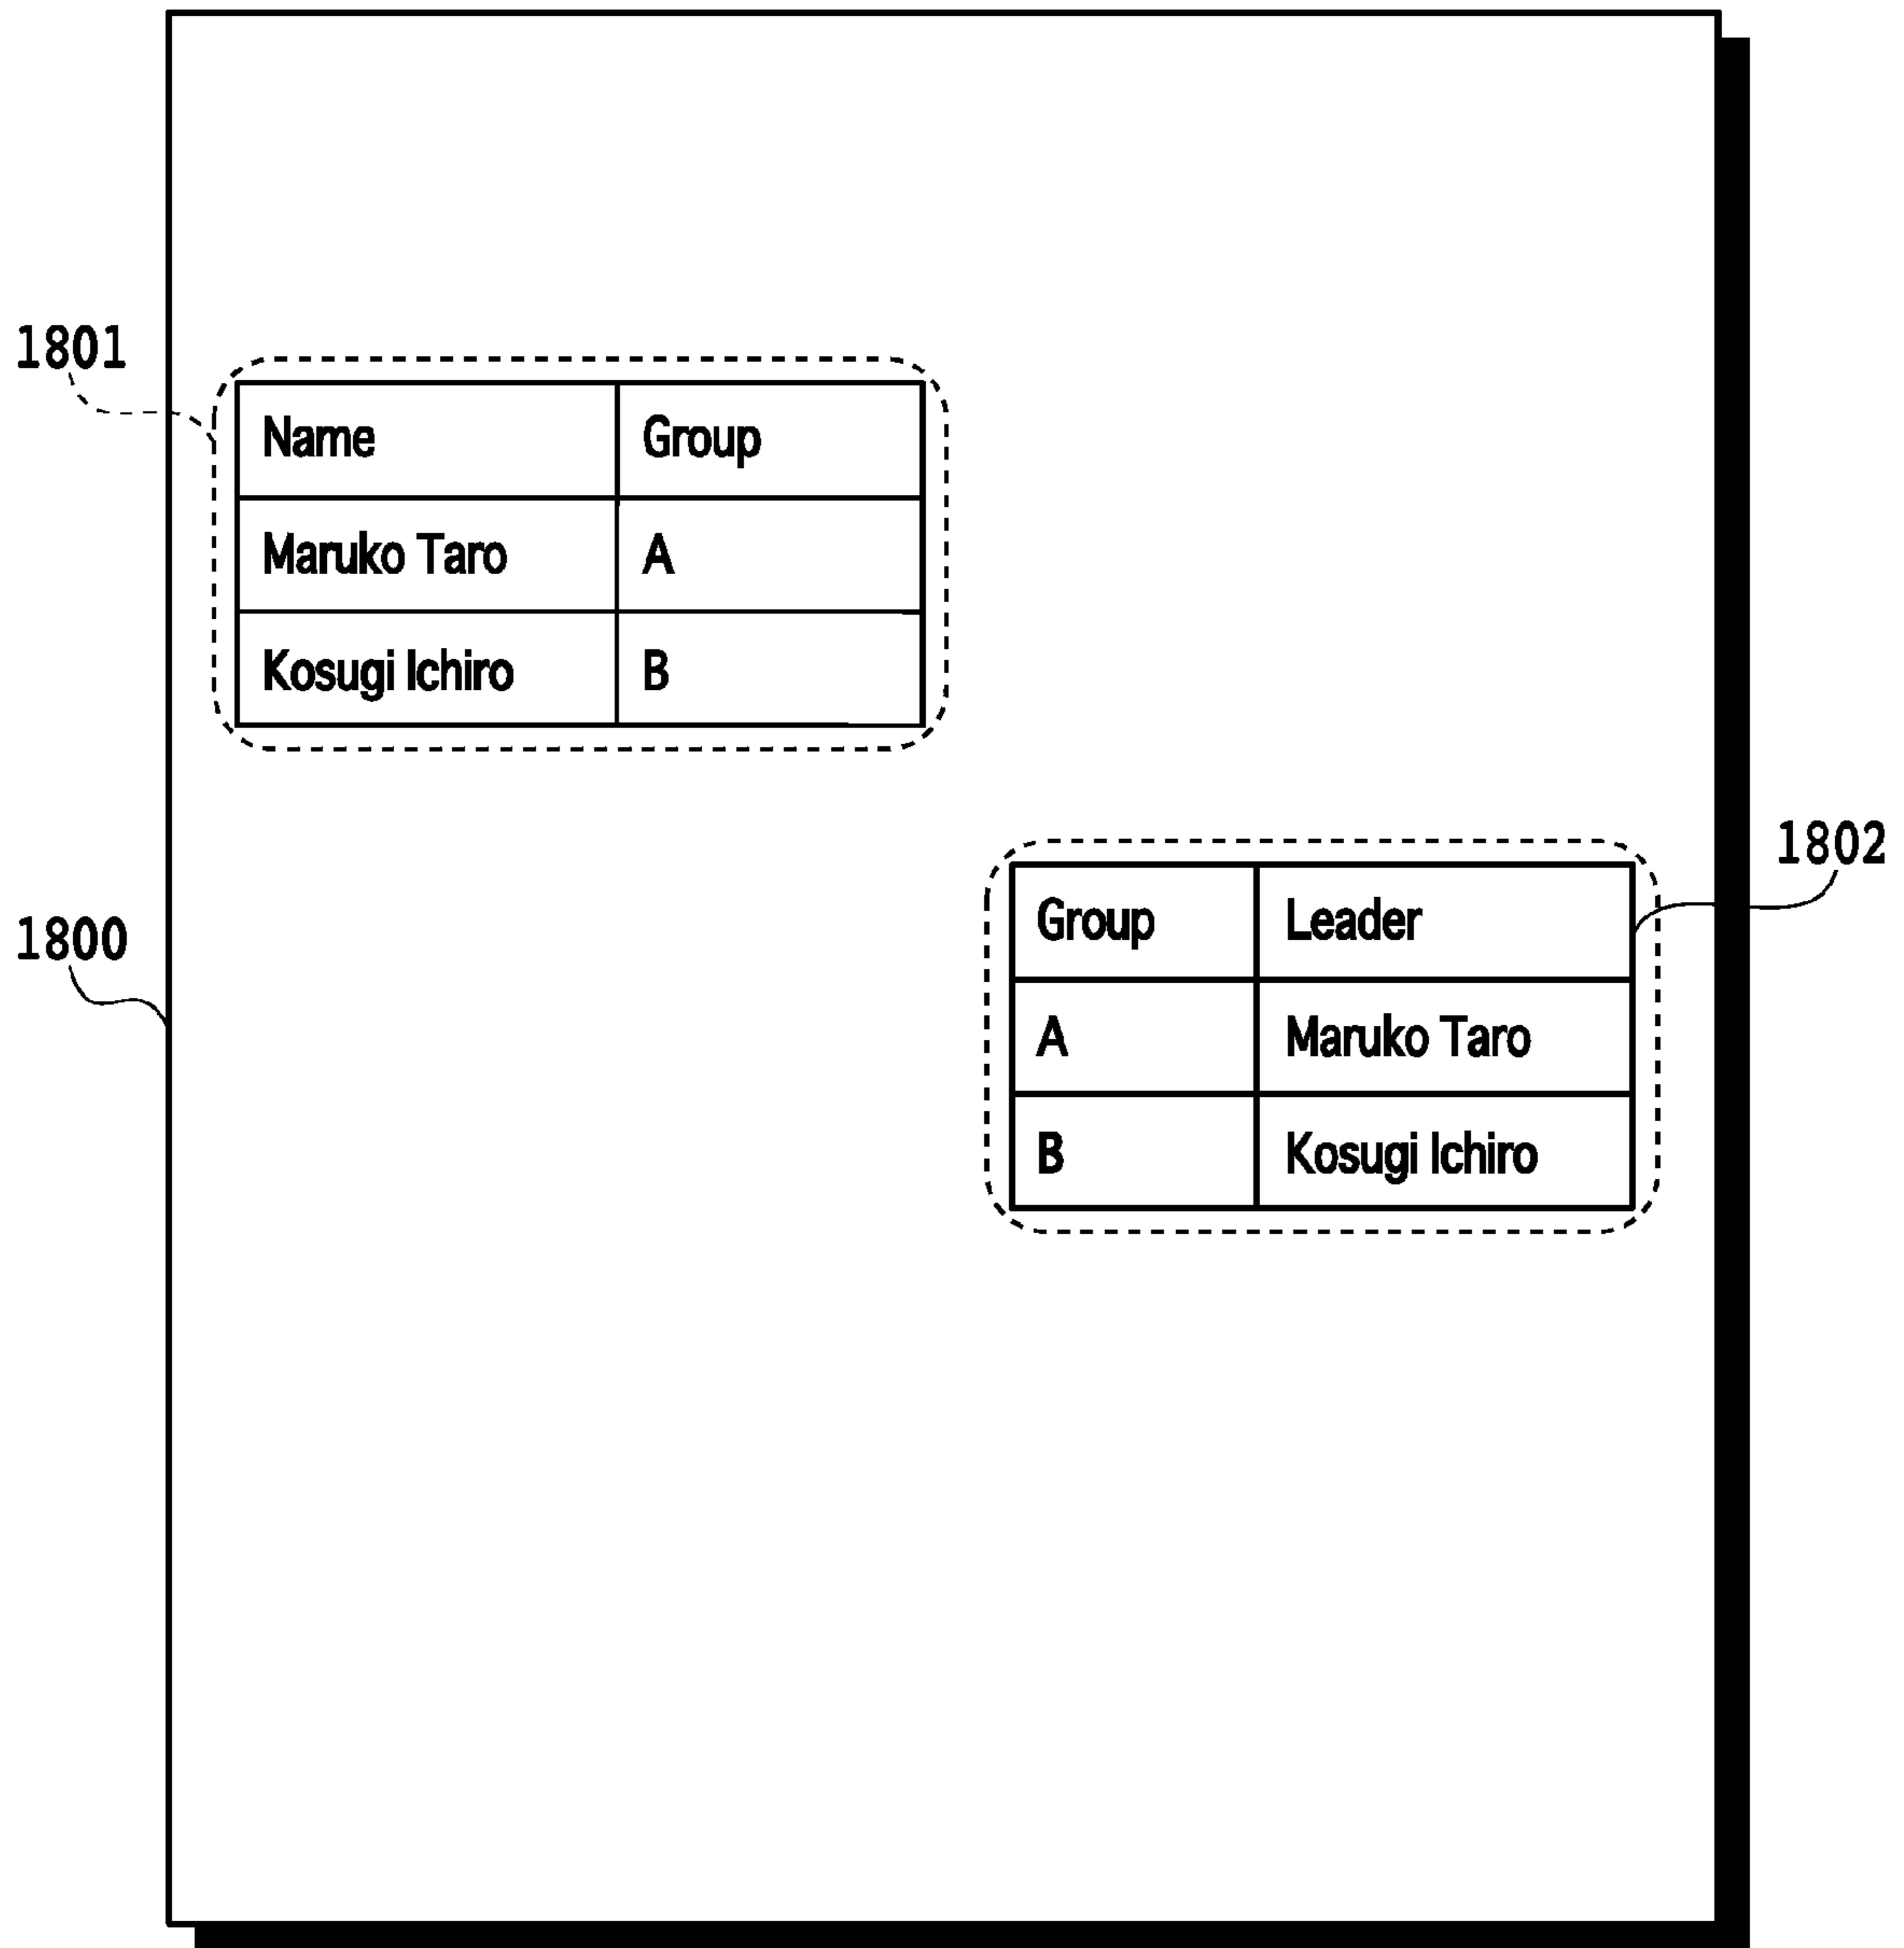 1801
Name Group
Maruko Taro A
Kosugi Ichiro B
1802
Group Leader
1800
A Maruko Taro
B Kosugi Ichiro